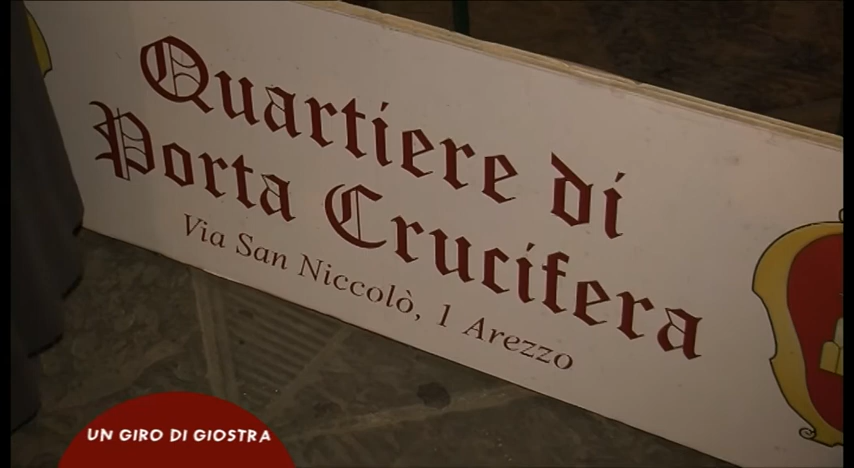 Quartiere di
Porta Crucifera
Via San Niccolò, 1 Arezzo
UN GIRO DI GIOSTRA